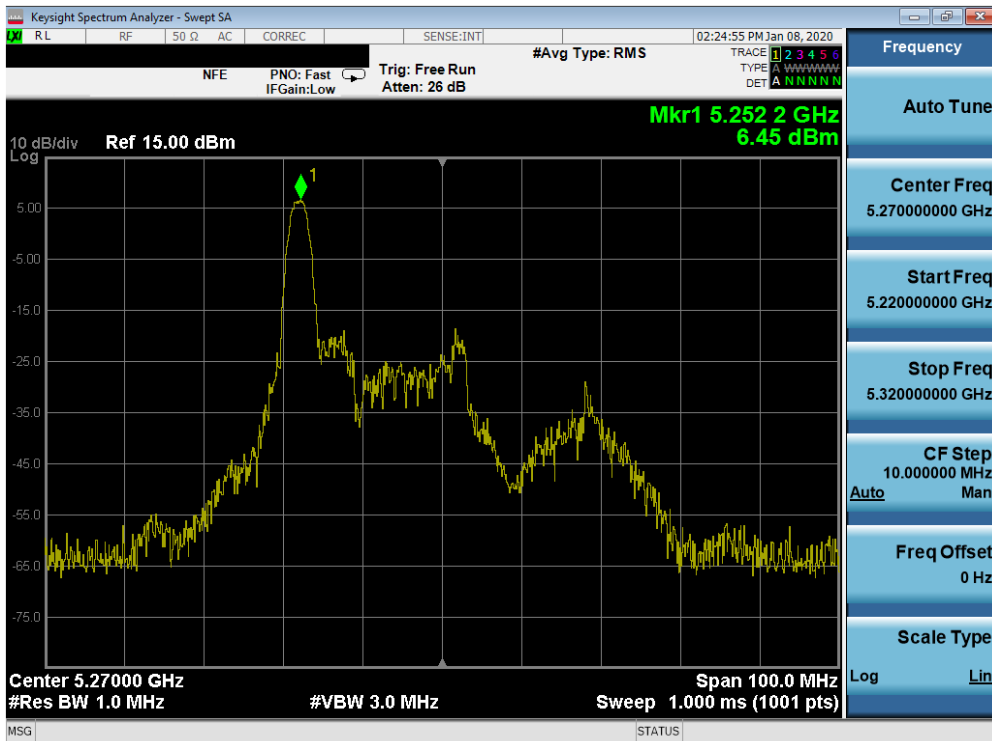 Keysight Spectrum Analyzer - Swept SA
LXI RL RF 50 Ω AC CORREC SENSE:INT 02:24:55 PM Jan 08, 2020
#Avg Type: RMS TRACE 1 2 3 4 5 6
NFE PNO: Fast Trig: Free Run TYPE A WWWWW
IFGain:Low Atten: 26 dB DET A N N N N N
Mkr1 5.252 2 GHz
6.45 dBm
10 dB/div Ref 15.00 dBm
Log
1
5.00
-5.00
-15.0
-25.0
-35.0
-45.0
-55.0
-65.0
-75.0
Center 5.27000 GHz Span 100.0 MHz
#Res BW 1.0 MHz #VBW 3.0 MHz Sweep 1.000 ms (1001 pts)
MSG STATUS
Frequency
Auto Tune
Center Freq
5.270000000 GHz
Start Freq
5.220000000 GHz
Stop Freq
5.320000000 GHz
CF Step
10.000000 MHz
Auto Man
Freq Offset
0 Hz
Scale Type
Log Lin